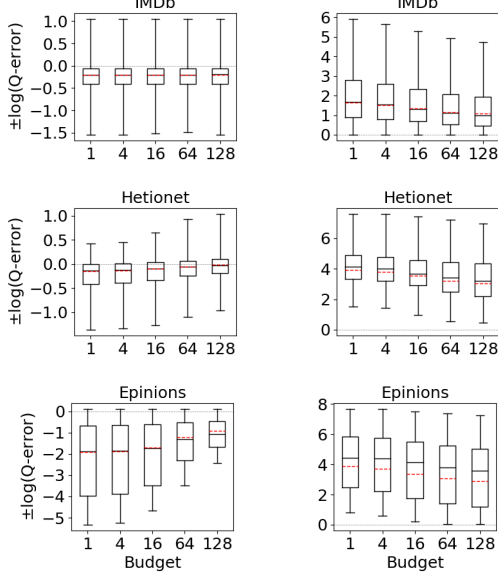 IMDb
±log(Q-error)
1.0
0.5
0.0
−0.5
−1.0
−1.5
1 4 16 64 128
IMDb
6
5
4
3
2
1
0
1 4 16 64 128
Hetionet
±log(Q-error)
1.0
0.5
0.0
−0.5
−1.0
1 4 16 64 128
Hetionet
6
4
2
0
1 4 16 64 128
Epinions
±log(Q-error)
0
−1
−2
−3
−4
−5
1 4 16 64 128
Budget
Epinions
8
6
4
2
0
1 4 16 64 128
Budget